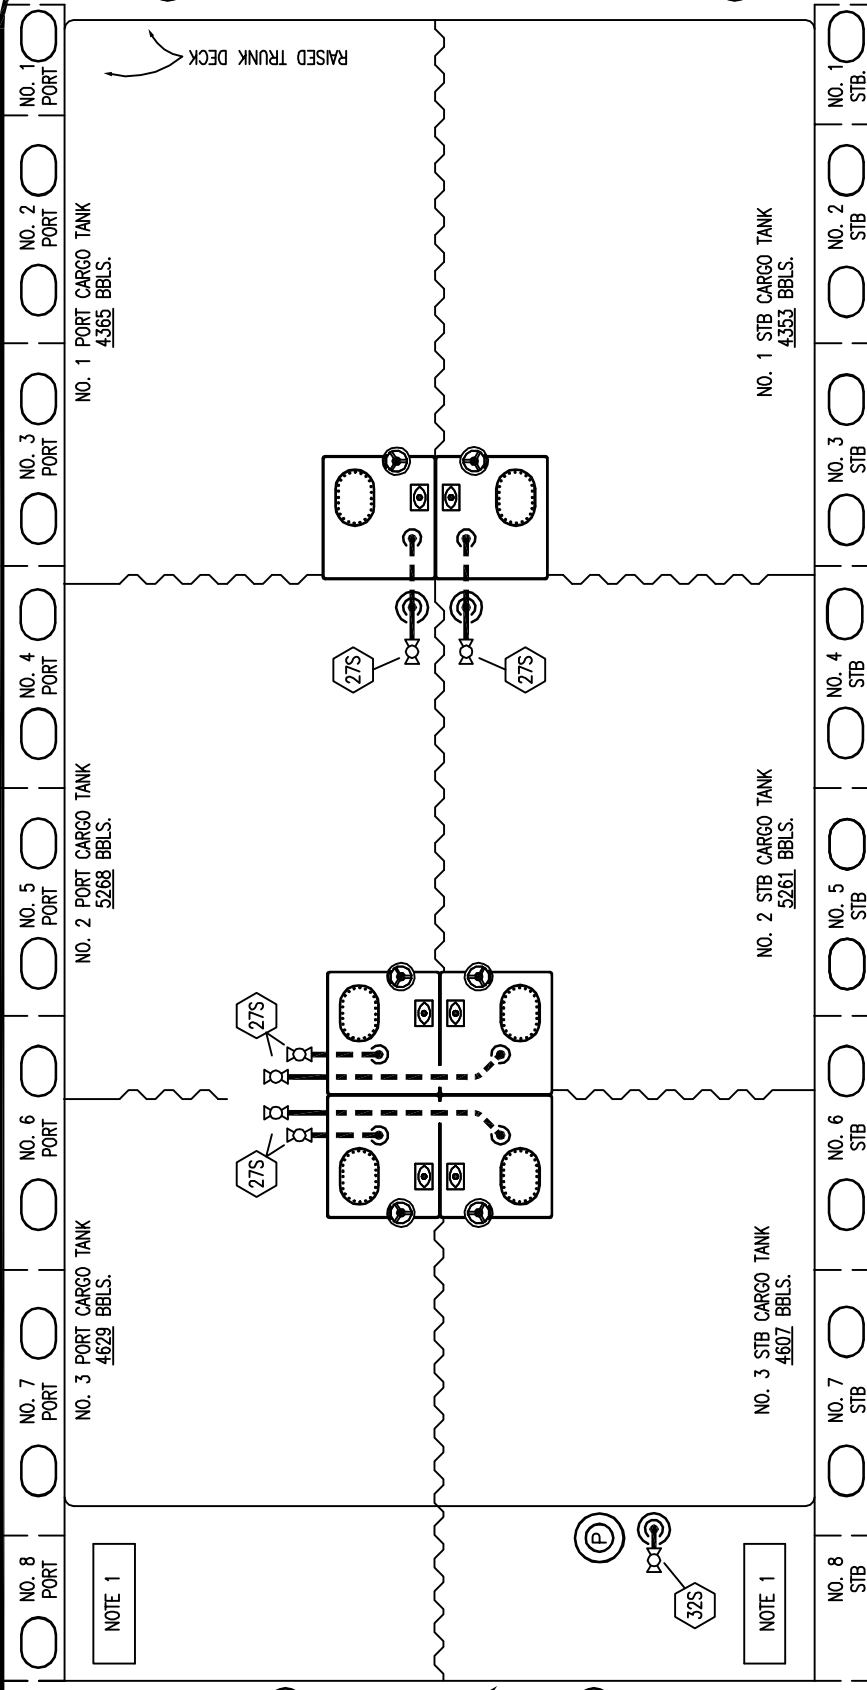 NO. 1
PORT
NO. 2
PORT
NO. 3
PORT
NO. 4
PORT
NO. 5
PORT
NO. 6
PORT
NO. 7
PORT
NO. 8
PORT
RAISED TRUNK DECK
NO. 1 PORT CARGO TANK
4365 BBLS.
NO. 2 PORT CARGO TANK
5268 BBLS.
NO. 3 PORT CARGO TANK
4629 BBLS.
NOTE 1
27S
27S
27S
27S
P
32S
NO. 1 STB CARGO TANK
4353 BBLS.
NO. 2 STB CARGO TANK
5261 BBLS.
NO. 3 STB CARGO TANK
4607 BBLS.
NOTE 1
NO. 1
STB.
NO. 2
STB
NO. 3
STB
NO. 4
STB
NO. 5
STB
NO. 6
STB
NO. 7
STB
NO. 8
STB